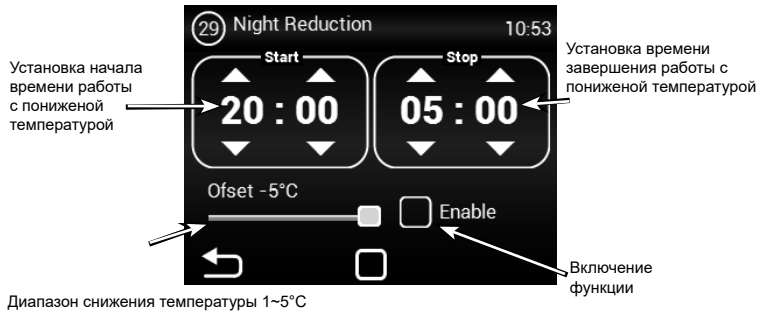 29 Night Reduction 10:53
Start Stop
20 : 00 05 : 00
Ofset -5°C
Enable
Установка начала
времени работы
с пониженой
температурой
Установка времени
завершения работы с
пониженой температурой
Включение
функции
Диапазон снижения температуры 1~5°C